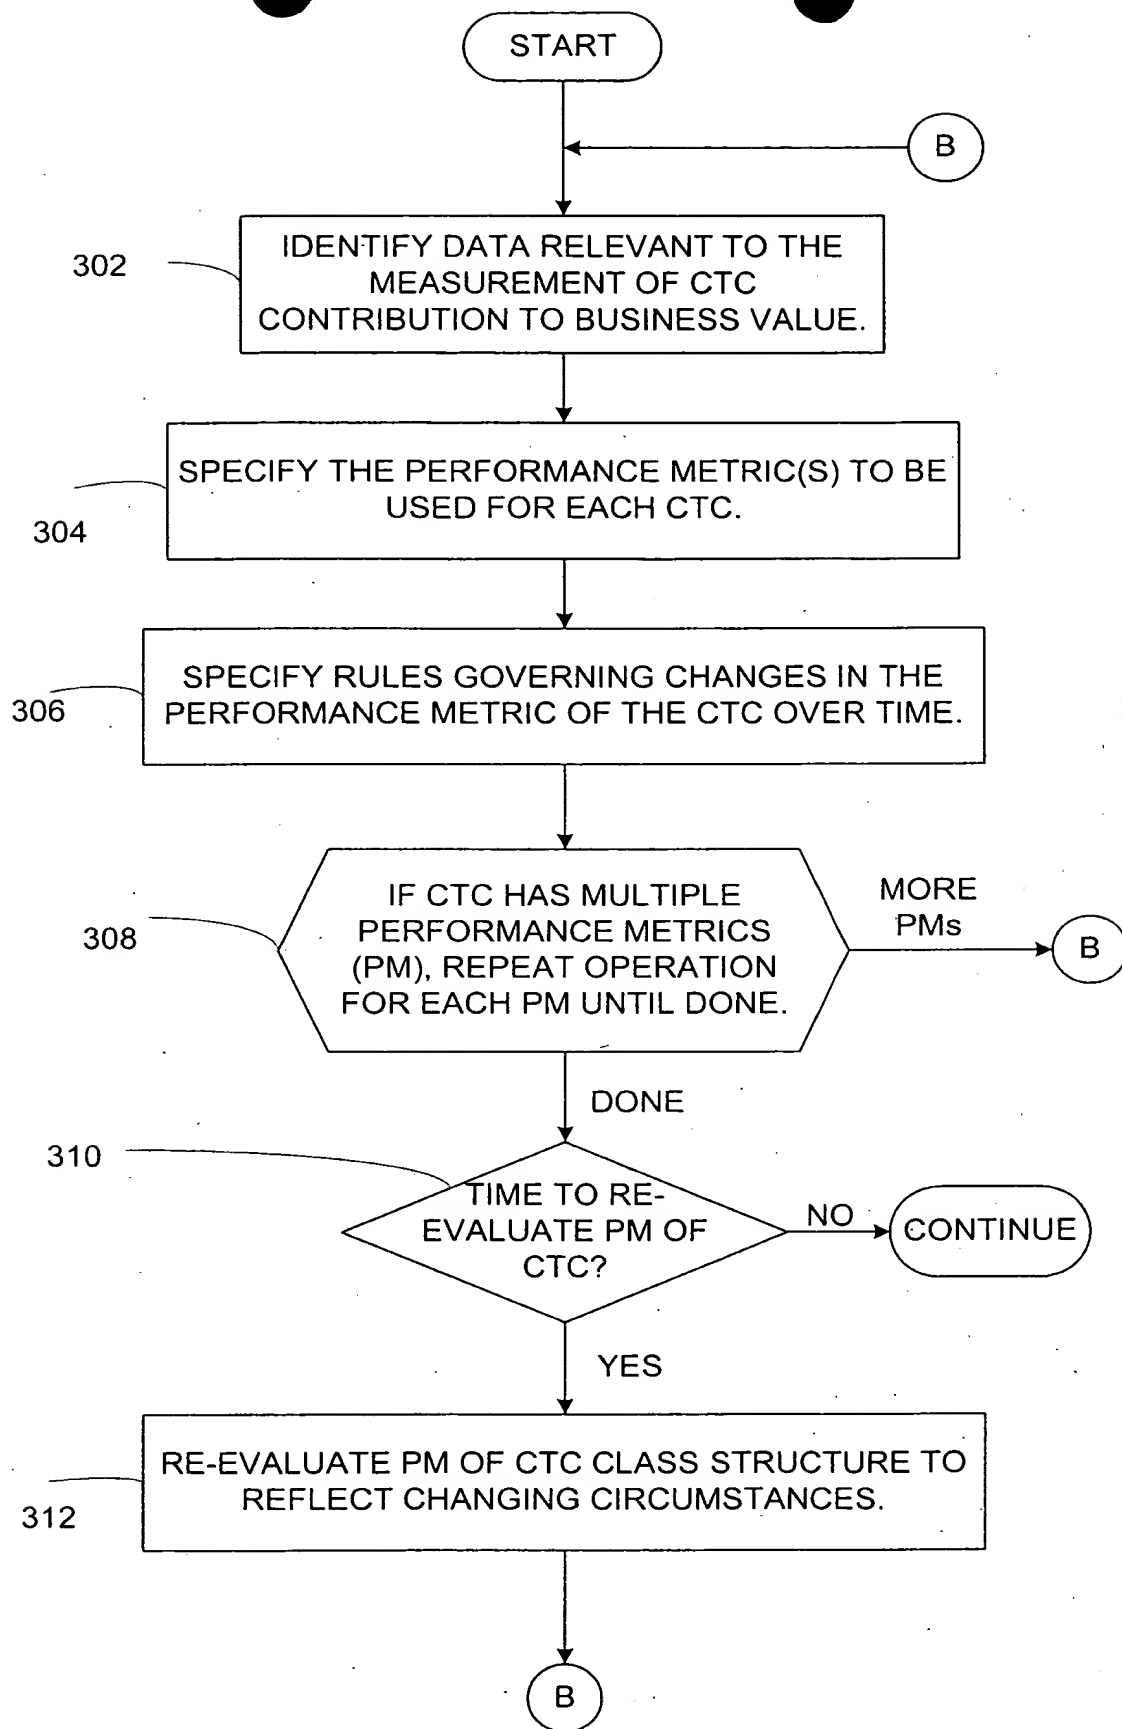 START
B
302
IDENTIFY DATA RELEVANT TO THE
MEASUREMENT OF CTC
CONTRIBUTION TO BUSINESS VALUE.
304
SPECIFY THE PERFORMANCE METRIC(S) TO BE
USED FOR EACH CTC.
306
SPECIFY RULES GOVERNING CHANGES IN THE
PERFORMANCE METRIC OF THE CTC OVER TIME.
308
IF CTC HAS MULTIPLE
PERFORMANCE METRICS
(PM), REPEAT OPERATION
FOR EACH PM UNTIL DONE.
MORE
PMs
B
DONE
310
TIME TO RE-
EVALUATE PM OF
CTC?
NO
CONTINUE
YES
312
RE-EVALUATE PM OF CTC CLASS STRUCTURE TO
REFLECT CHANGING CIRCUMSTANCES.
B